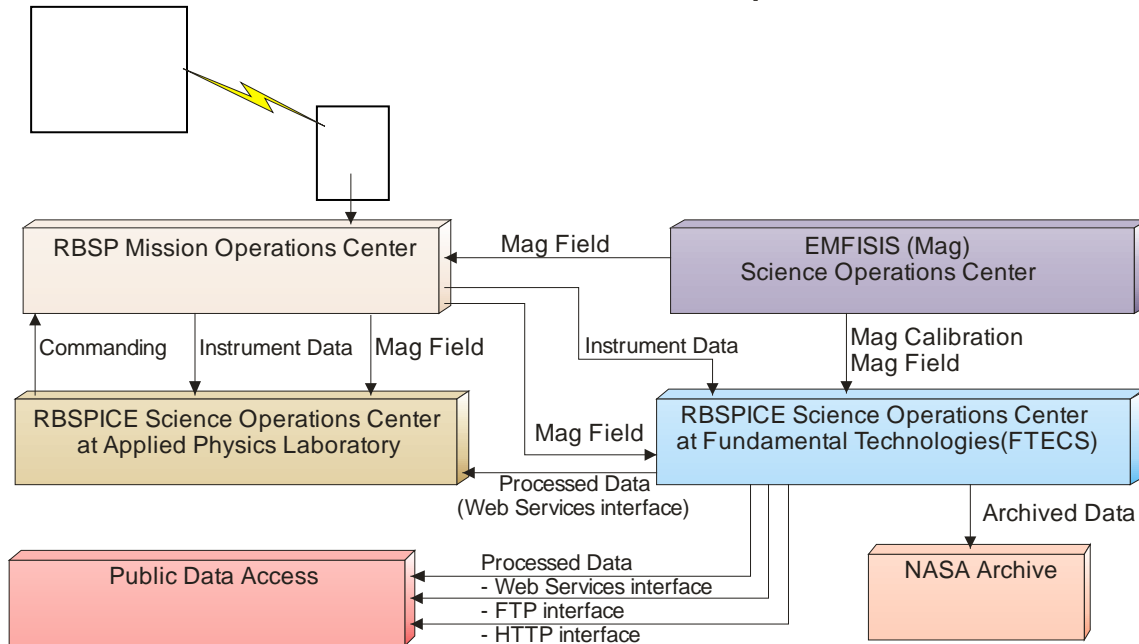 RBSP Mission Operations Center
Mag Field
EMFISIS (Mag)
Science Operations Center
Commanding
Instrument Data
Mag Field
Instrument Data
Mag Calibration
Mag Field
RBSPICE Science Operations Center
at Applied Physics Laboratory
Mag Field
RBSPICE Science Operations Center
at Fundamental Technologies(FTECS)
Processed Data
(Web Services interface)
Archived Data
Public Data Access
Processed Data
- Web Services interface
- FTP interface
- HTTP interface
NASA Archive